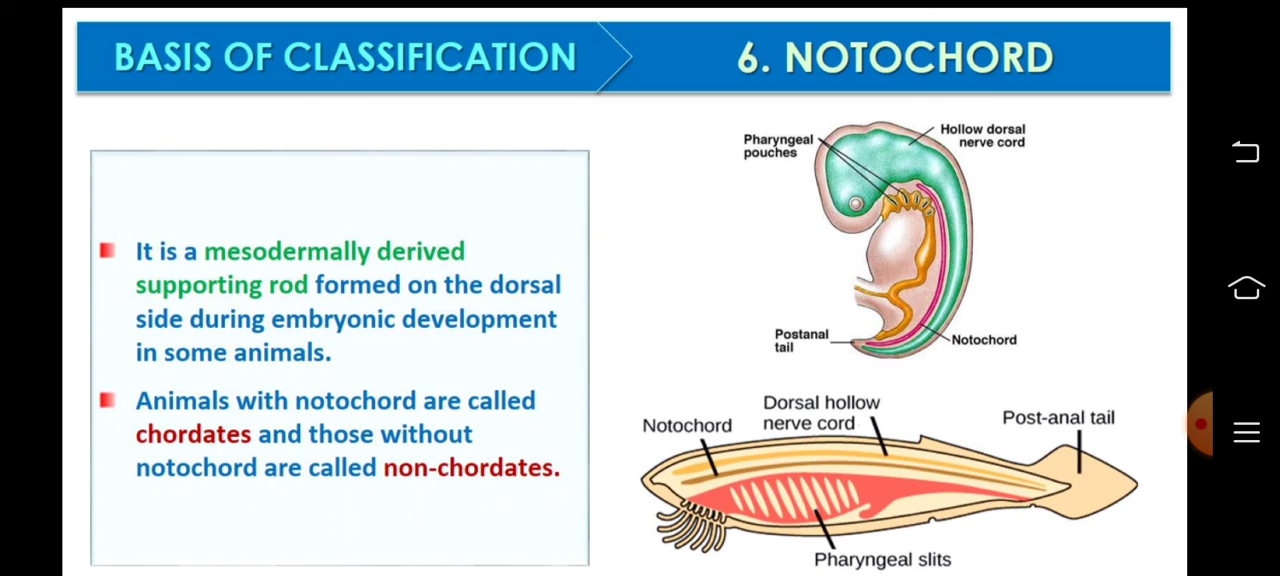 BASIS OF CLASSIFICATION
6. NOTOCHORD
It is a mesodermally derived
supporting rod formed on the dorsal
side during embryonic development
in some animals.
Animals with notochord are called
chordates and those without
notochord are called non-chordates.
Pharyngeal
pouches
Hollow dorsal
nerve cord
Postanal
tail
Notochord
Notochord
Dorsal hollow
nerve cord
Post-anal tail
Pharyngeal slits